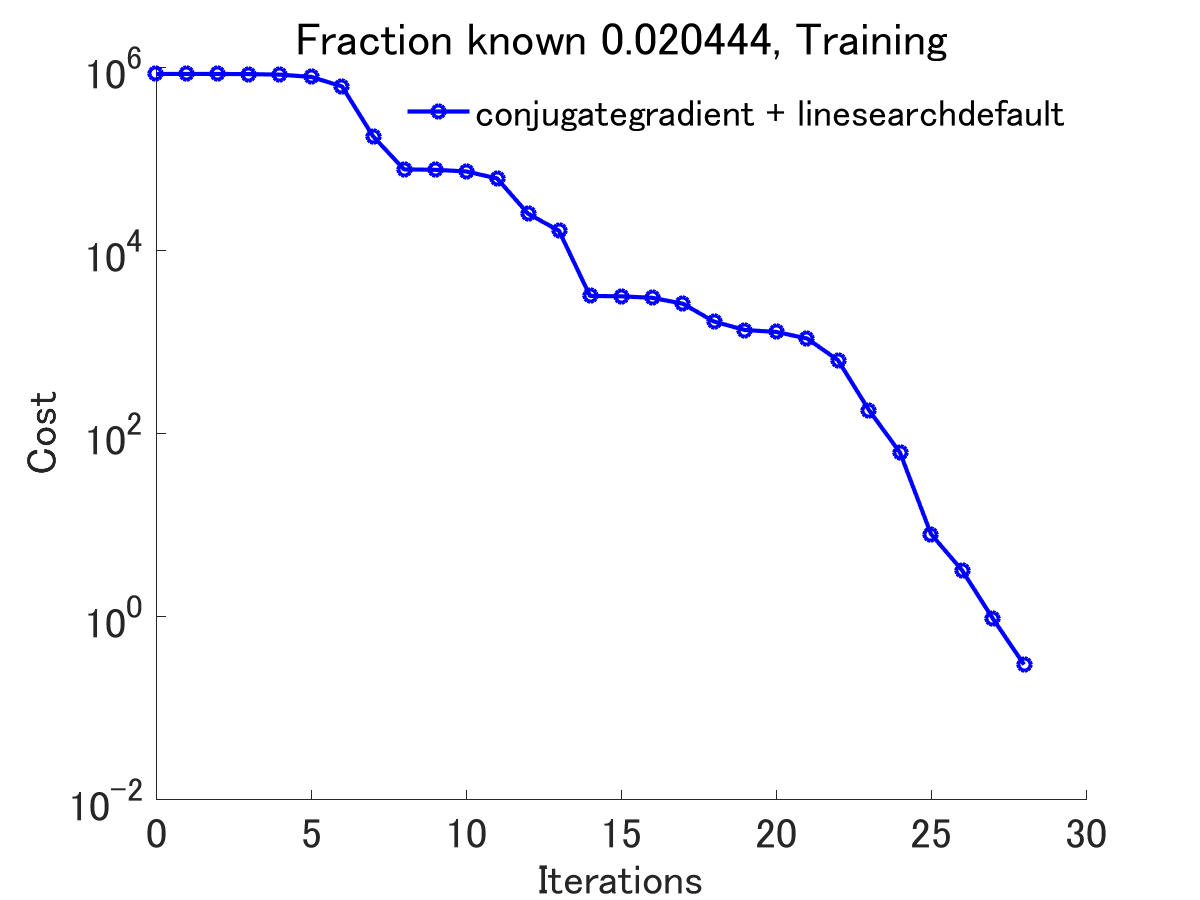 Fraction known 0.020444, Training
conjugategradient + linesearchdefault
Cost
10^6
10^4
10^2
10^0
10^-2
0 5 10 15 20 25 30
Iterations